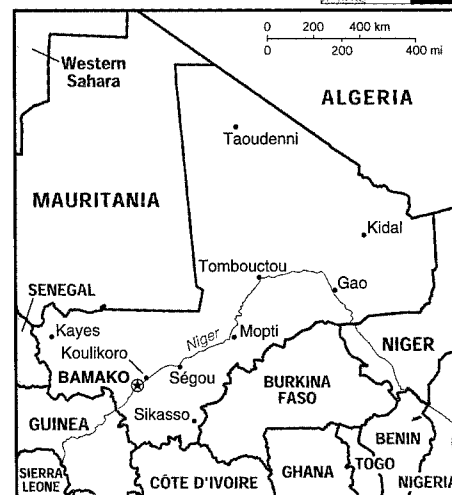 0 200 400 km
0 200 400 mi
Western
Sahara
ALGERIA
Taoudenni
MAURITANIA
Kidal
Tombouctou
Gao
SENEGAL
Kayes
Niger
Mopti
NIGER
Koulikoro
BAMAKO
Ségou
BURKINA
FASO
Sikasso
GUINEA
BENIN
SIERRA
LEONE
CÔTE D'IVOIRE
GHANA
TOGO
NIGERIA